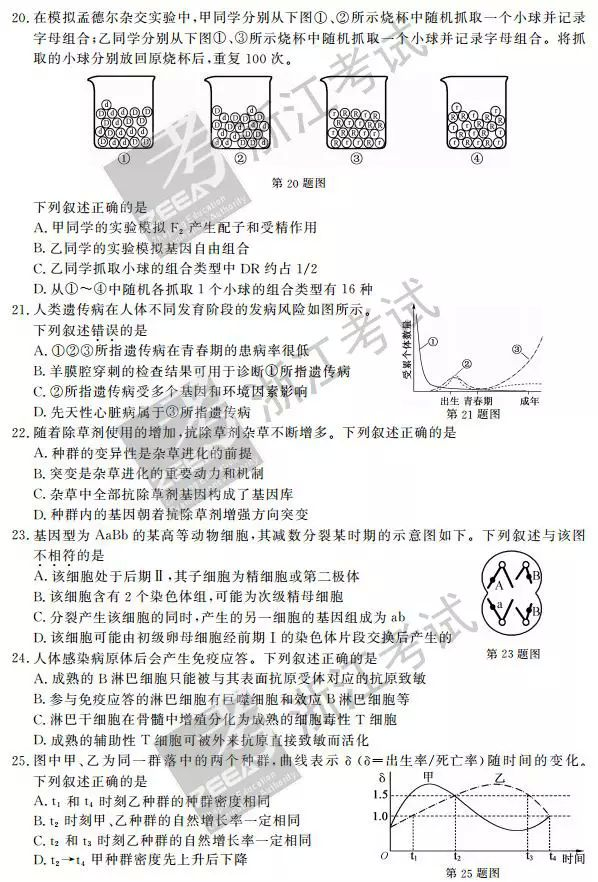 20.在模拟孟德尔杂交实验中,甲同学分别从下图①、②所示烧杯中随机抓取一个小球并记录
字母组合;乙同学分别从下图①、③所示烧杯中随机抓取一个小球并记录字母组合。将抓
取的小球分别放回原烧杯后,重复100次。
① ② ③ ④
第20题图
下列叙述正确的是
A.甲同学的实验模拟F₂产生配子和受精作用
B.乙同学的实验模拟基因自由组合
C.乙同学抓取小球的组合类型中DR约占1/2
D.从①~④中随机各抓取1个小球的组合类型有16种
21.人类遗传病在人体不同发育阶段的发病风险如图所示。
下列叙述错误的是
A.①②③所指遗传病在青春期的患病率很低
B.羊膜腔穿刺的检查结果可用于诊断①所指遗传病
C.②所指遗传病受多个基因和环境因素影响
D.先天性心脏病属于③所指遗传病
受累个体数量
① ② ③
出生 青春期 成年
第21题图
22.随着除草剂使用的增加,抗除草剂杂草不断增多。下列叙述正确的是
A.种群的变异性是杂草进化的前提
B.突变是杂草进化的重要动力和机制
C.杂草中全部抗除草剂基因构成了基因库
D.种群内的基因朝着抗除草剂增强方向突变
23.基因型为AaBb的某高等动物细胞,其减数分裂某时期的示意图如下。下列叙述与该图
不相符的是
A.该细胞处于后期Ⅱ,其子细胞为精细胞或第二极体
B.该细胞含有2个染色体组,可能为次级精母细胞
C.分裂产生该细胞的同时,产生的另一细胞的基因组成为ab
D.该细胞可能由初级卵母细胞经前期Ⅰ的染色体片段交换后产生的
A B
a B
第23题图
24.人体感染病原体后会产生免疫应答。下列叙述正确的是
A.成熟的B淋巴细胞只能被与其表面抗原受体对应的抗原致敏
B.参与免疫应答的淋巴细胞有巨噬细胞和效应B淋巴细胞等
C.淋巴干细胞在骨髓中增殖分化为成熟的细胞毒性T细胞
D.成熟的辅助性T细胞可被外来抗原直接致敏而活化
25.图中甲、乙为同一群落中的两个种群,曲线表示δ(δ=出生率/死亡率)随时间的变化。
下列叙述正确的是
A.t₁和t₄时刻乙种群的种群密度相同
B.t₂时刻甲、乙种群的自然增长率一定相同
C.t₂和t₃时刻乙种群的自然增长率一定相同
D.t₂→t₄甲种群密度先上升后下降
δ 甲 乙
1.5
1.0
O t₁ t₂ t₃ t₄ 时间
第25题图